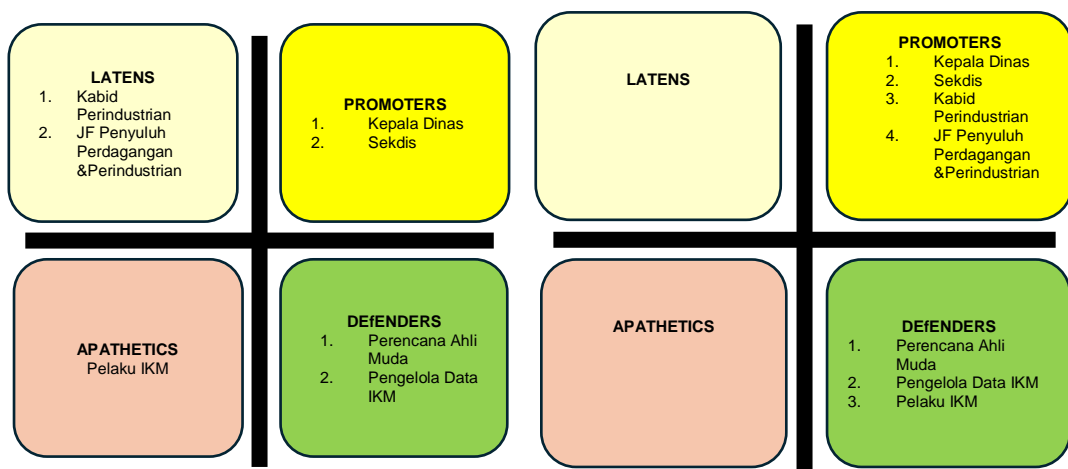 LATENS
1. Kabid
Perindustrian
2. JF Penyuluh
Perdagangan
&Perindustrian
PROMOTERS
1. Kepala Dinas
2. Sekdis
APATHETICS
Pelaku IKM
DEfENDERS
1. Perencana Ahli
Muda
2. Pengelola Data
IKM
LATENS
PROMOTERS
1. Kepala Dinas
2. Sekdis
3. Kabid
Perindustrian
4. JF Penyuluh
Perdagangan
&Perindustrian
APATHETICS
DEfENDERS
1. Perencana Ahli
Muda
2. Pengelola Data IKM
3. Pelaku IKM